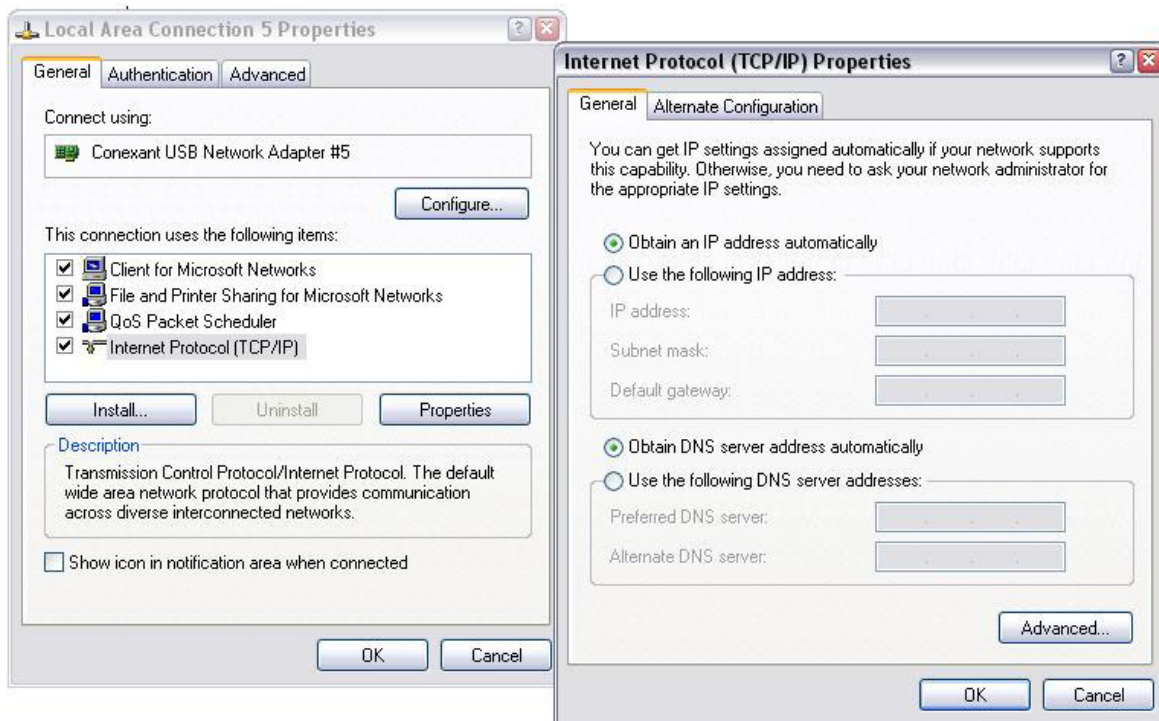 Local Area Connection 5 Properties
General
Authentication
Advanced
Connect using:
Conexant USB Network Adapter #5
Configure...
This connection uses the following items:
Client for Microsoft Networks
File and Printer Sharing for Microsoft Networks
QoS Packet Scheduler
Internet Protocol (TCP/IP)
Install...
Uninstall
Properties
Description
Transmission Control Protocol/Internet Protocol. The default
wide area network protocol that provides communication
across diverse interconnected networks.
Show icon in notification area when connected
OK
Cancel
Internet Protocol (TCP/IP) Properties
General
Alternate Configuration
You can get IP settings assigned automatically if your network supports
this capability. Otherwise, you need to ask your network administrator for
the appropriate IP settings.
Obtain an IP address automatically
Use the following IP address:
IP address:
Subnet mask:
Default gateway:
Obtain DNS server address automatically
Use the following DNS server addresses:
Preferred DNS server:
Alternate DNS server:
Advanced...
OK
Cancel